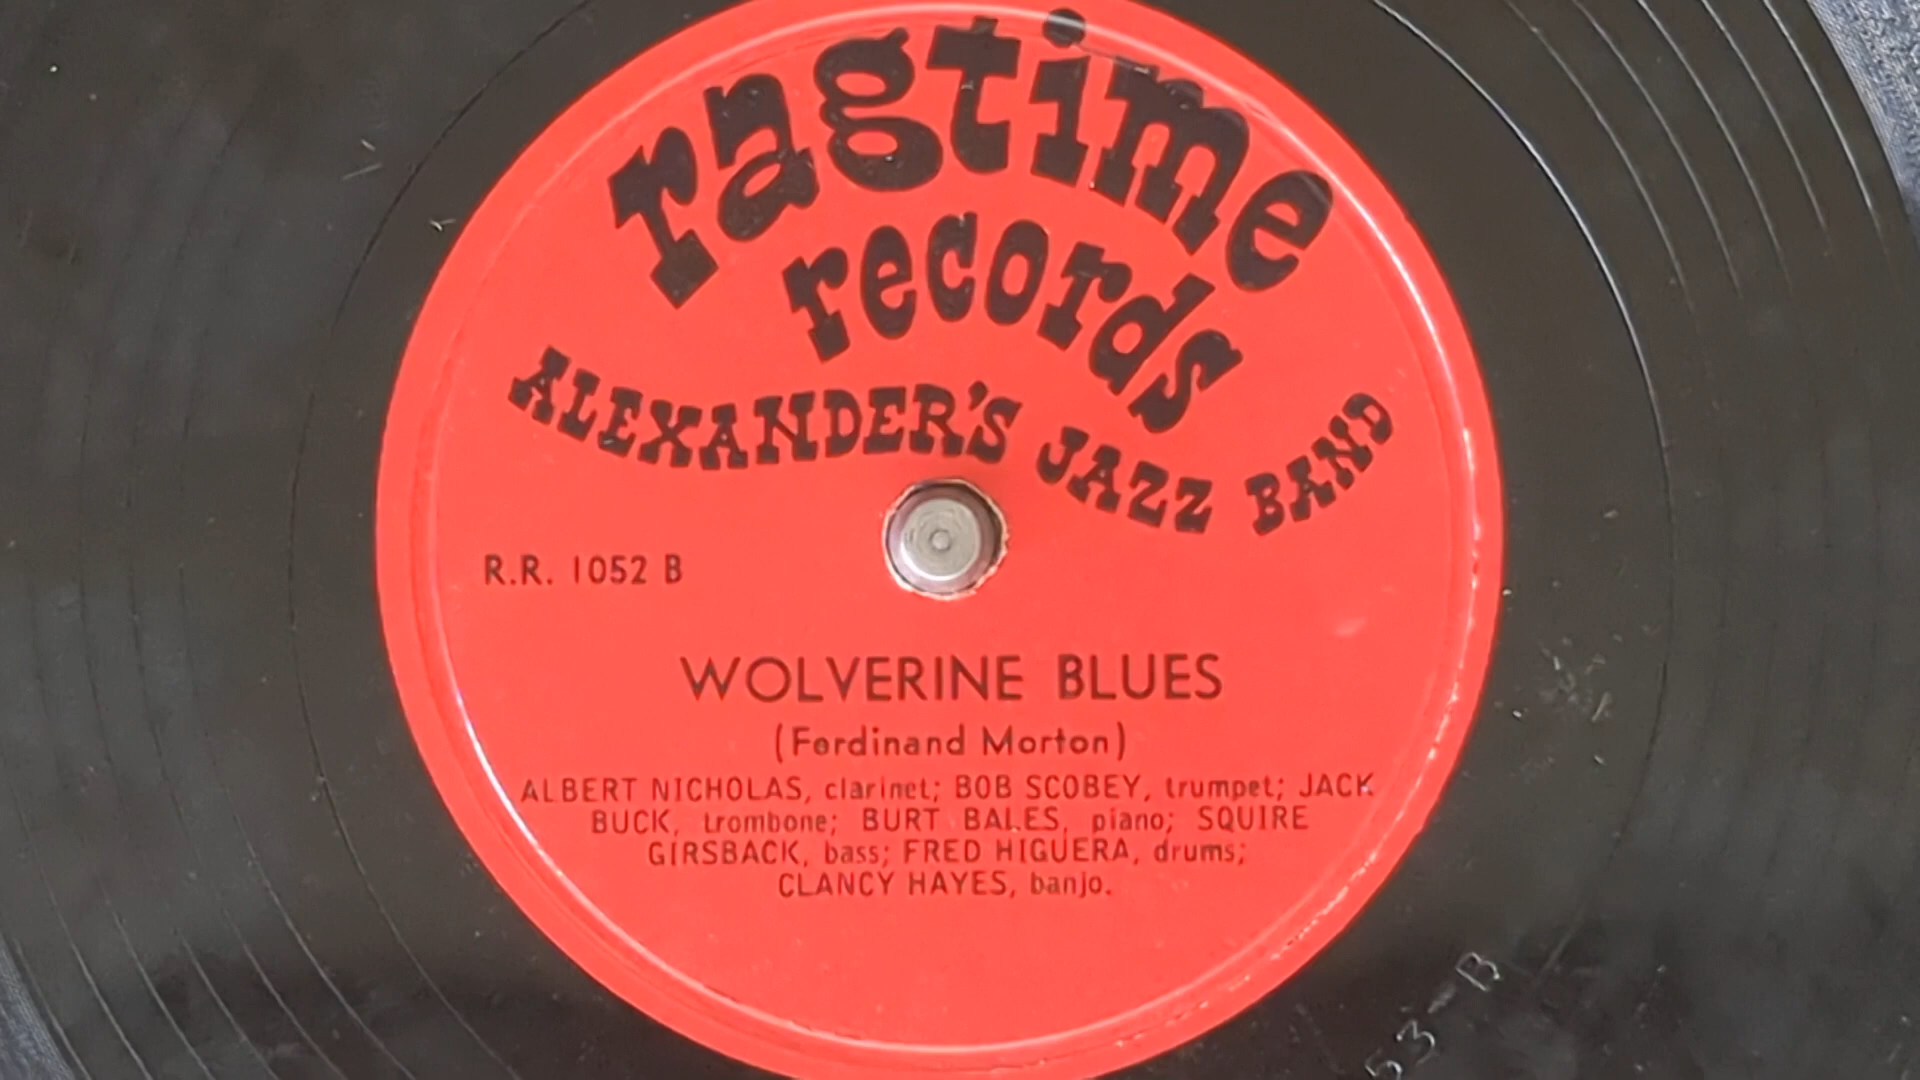 ragtime
records
ALEXANDER'S JAZZ BAND
R.R. 1052 B
WOLVERINE BLUES
(Ferdinand Morton)
ALBERT NICHOLAS, clarinet; BOB SCOBEY, trumpet; JACK
BUCK, trombone; BURT BALES, piano; SQUIRE
GIRSBACK, bass; FRED HIGUERA, drums;
CLANCY HAYES, banjo.
53-B